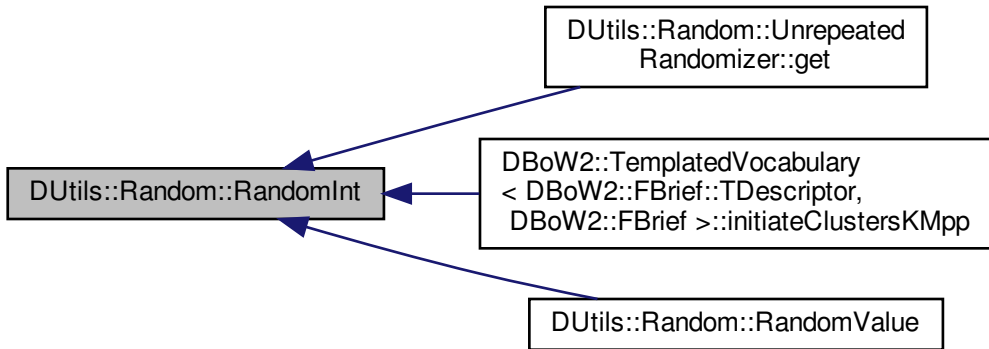 DUtils::Random::Unrepeated
Randomizer::get
DUtils::Random::RandomInt
DBoW2::TemplatedVocabulary
< DBoW2::FBrief::TDescriptor,
DBoW2::FBrief >::initiateClustersKMpp
DUtils::Random::RandomValue